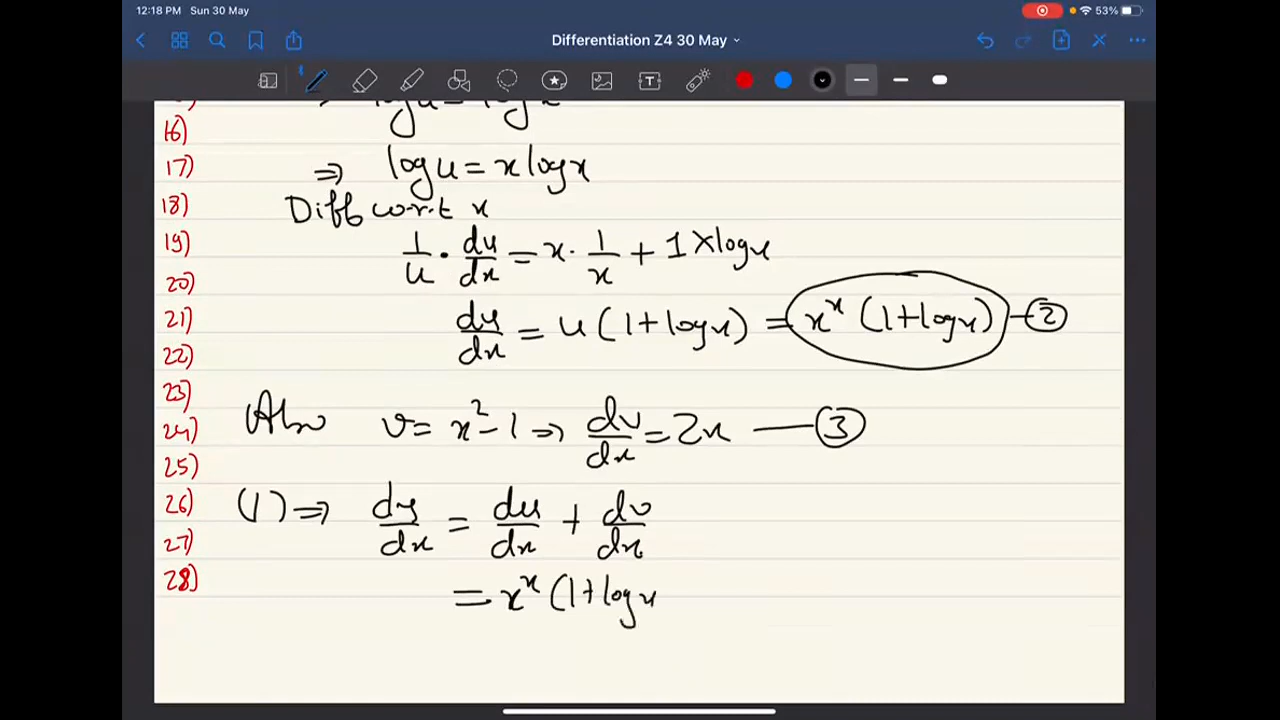 12:18 PM Sun 30 May 53%
Differentiation Z4 30 May
16)
17) ⇒ log u = x log x
18) Diff w.r.t x
19) 1/u · du/dx = x · 1/x + 1 × log x
20)
21) du/dx = u (1 + log x) = x^x (1 + log x) — ②
22)
23)
24) Also v = x² - 1 ⇒ dv/dx = 2x — ③
25)
26) (1) ⇒ dy/dx = du/dx + dv/dx
27)
28) = x^x (1 + log x